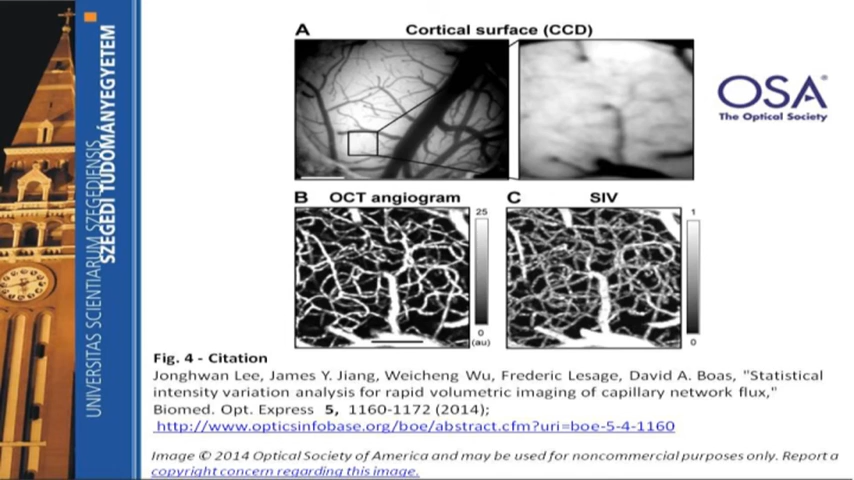 UNIVERSITAS SCIENTIARUM SZEGEDIENSIS
SZEGEDI TUDOMÁNYEGYETEM
A Cortical surface (CCD)
OSA®
The Optical Society
B OCT angiogram
25
0
(au)
C SIV
1
0
Fig. 4 - Citation
Jonghwan Lee, James Y. Jiang, Weicheng Wu, Frederic Lesage, David A. Boas, "Statistical
intensity variation analysis for rapid volumetric imaging of capillary network flux,"
Biomed. Opt. Express 5, 1160-1172 (2014);
http://www.opticsinfobase.org/boe/abstract.cfm?uri=boe-5-4-1160
Image © 2014 Optical Society of America and may be used for noncommercial purposes only. Report a
copyright concern regarding this image.